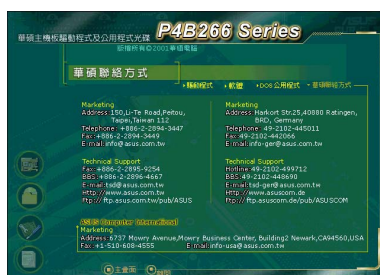 華碩主機板驅動程式及公用程式光碟 P4B266 Series
版權所有©2001華碩電腦
華碩聯絡方式
驅動程式 軟體 DOS公用程式 華碩聯絡方式
Marketing
Address:150,Li-Te Road,Peitou,
Taipei,Taiwan 112
Telephone:+886-2-2894-3447
Fax:+886-2-2894-3449
E-mail:info@asus.com.tw
Technical Support
Fax:+886-2-2895-9254
BBS:+886-2-2896-4667
E-mail:tsd@asus.com.tw
Http://www.asus.com.tw
Ftp://ftp.asus.com.tw/pub/ASUS
Marketing
Address:Harkort Str.25,40880 Ratingen,
BRD, Germany
Telephone:49-2102-445011
Fax:49-2102-442066
E-mail:info-ger@asus.com.tw
Technical Support
Hotline:49-2102-499712
BBS:49-2102-448690
E-mail:tsd-ger@asus.com.tw
Http://www.asuscom.de
Ftp://ftp.asuscom.de/pub/ASUSCOM
ASUS Computer International
Marketing
Address:6737 Mowry Avenue,Mowry Business Center, Building2 Newark,CA94560,USA
Fax:+1-510-608-4555 E-mail:info-usa@asus.com.tw
主畫面